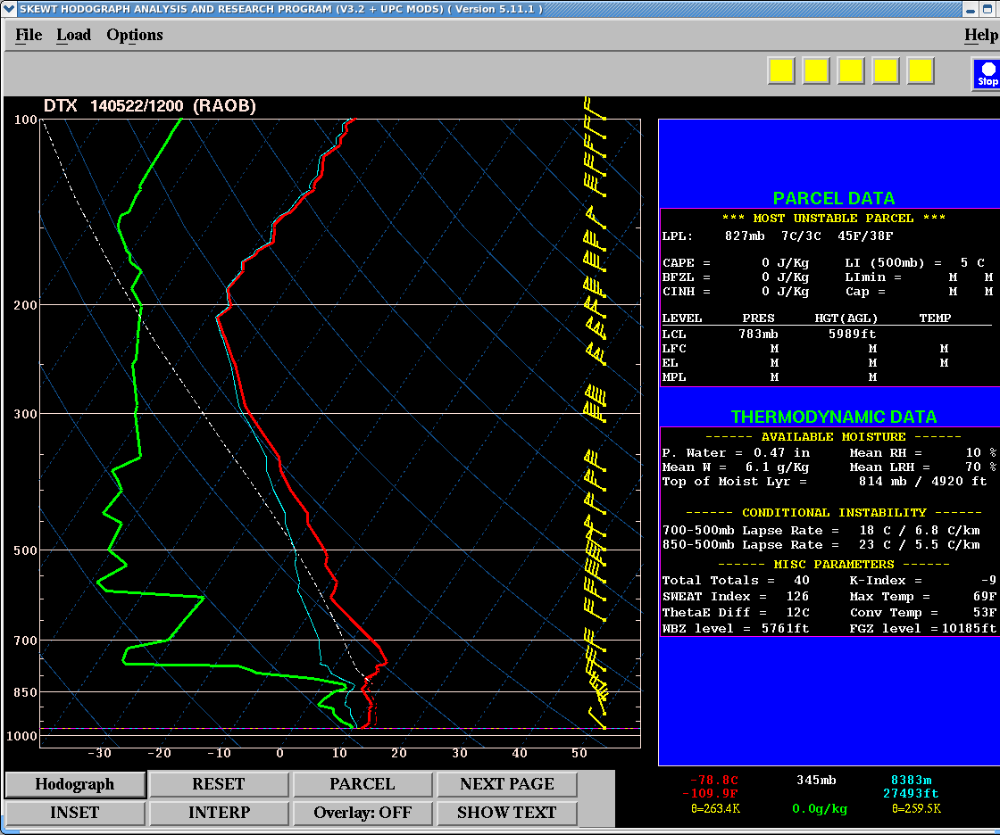 SKEWT HODOGRAPH ANALYSIS AND RESEARCH PROGRAM (V3.2 + UPC MODS) ( Version 5.11.1 )
File Load Options Help
Stop
DTX 140522/1200 (RAOB)
100
200
300
500
700
850
1000
-30 -20 -10 0 10 20 30 40 50
PARCEL DATA
*** MOST UNSTABLE PARCEL ***
LPL: 827mb 7C/3C 45F/38F
CAPE = 0 J/Kg LI (500mb) = 5 C
BFZL = 0 J/Kg LImin = M M
CINH = 0 J/Kg Cap = M M
LEVEL PRES HGT(AGL) TEMP
LCL 783mb 5989ft
LFC M M M
EL M M M
MPL M M
THERMODYNAMIC DATA
------ AVAILABLE MOISTURE ------
P. Water = 0.47 in Mean RH = 10 %
Mean W = 6.1 g/Kg Mean LRH = 70 %
Top of Moist Lyr = 814 mb / 4920 ft
------ CONDITIONAL INSTABILITY ------
700-500mb Lapse Rate = 18 C / 6.8 C/km
850-500mb Lapse Rate = 23 C / 5.5 C/km
------ MISC PARAMETERS ------
Total Totals = 40 K-Index = -9
SWEAT Index = 126 Max Temp = 69F
ThetaE Diff = 12C Conv Temp = 53F
WBZ level = 5761ft FGZ level =10185ft
Hodograph RESET PARCEL NEXT PAGE
INSET INTERP Overlay: OFF SHOW TEXT
-78.8C 345mb 8383m
-109.9F 27493ft
θ=263.4K 0.0g/kg θ=259.5K